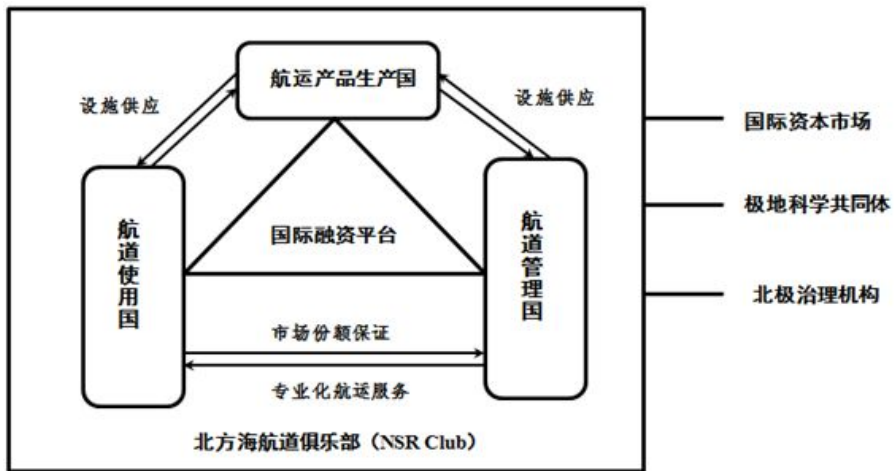 航运产品生产国
设施供应
设施供应
国际资本市场
航道使用国
航道管理国
极地科学共同体
国际融资平台
北极治理机构
市场份额保证
专业化航运服务
北方海航道俱乐部（NSR Club）